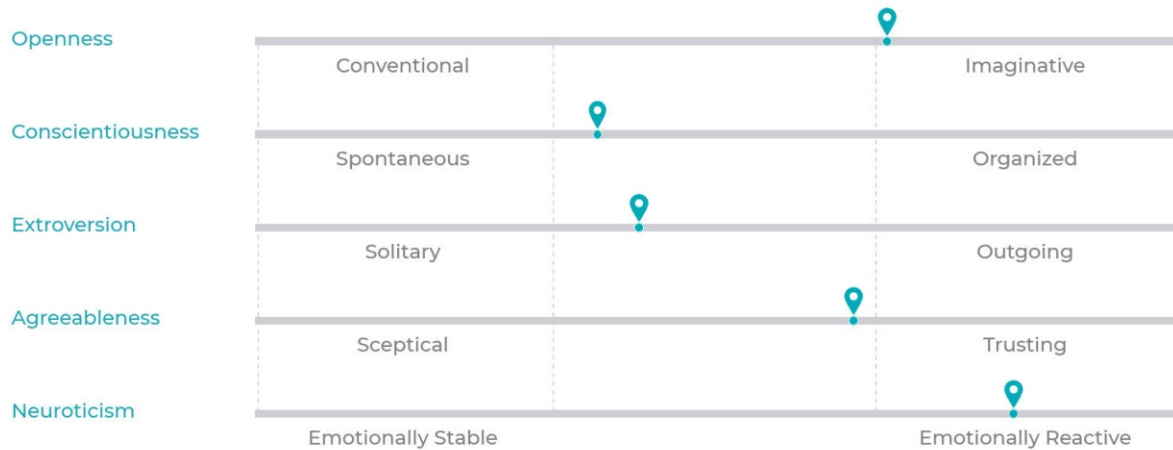 Openness
Conventional Imaginative
Conscientiousness
Spontaneous Organized
Extroversion
Solitary Outgoing
Agreeableness
Sceptical Trusting
Neuroticism
Emotionally Stable Emotionally Reactive